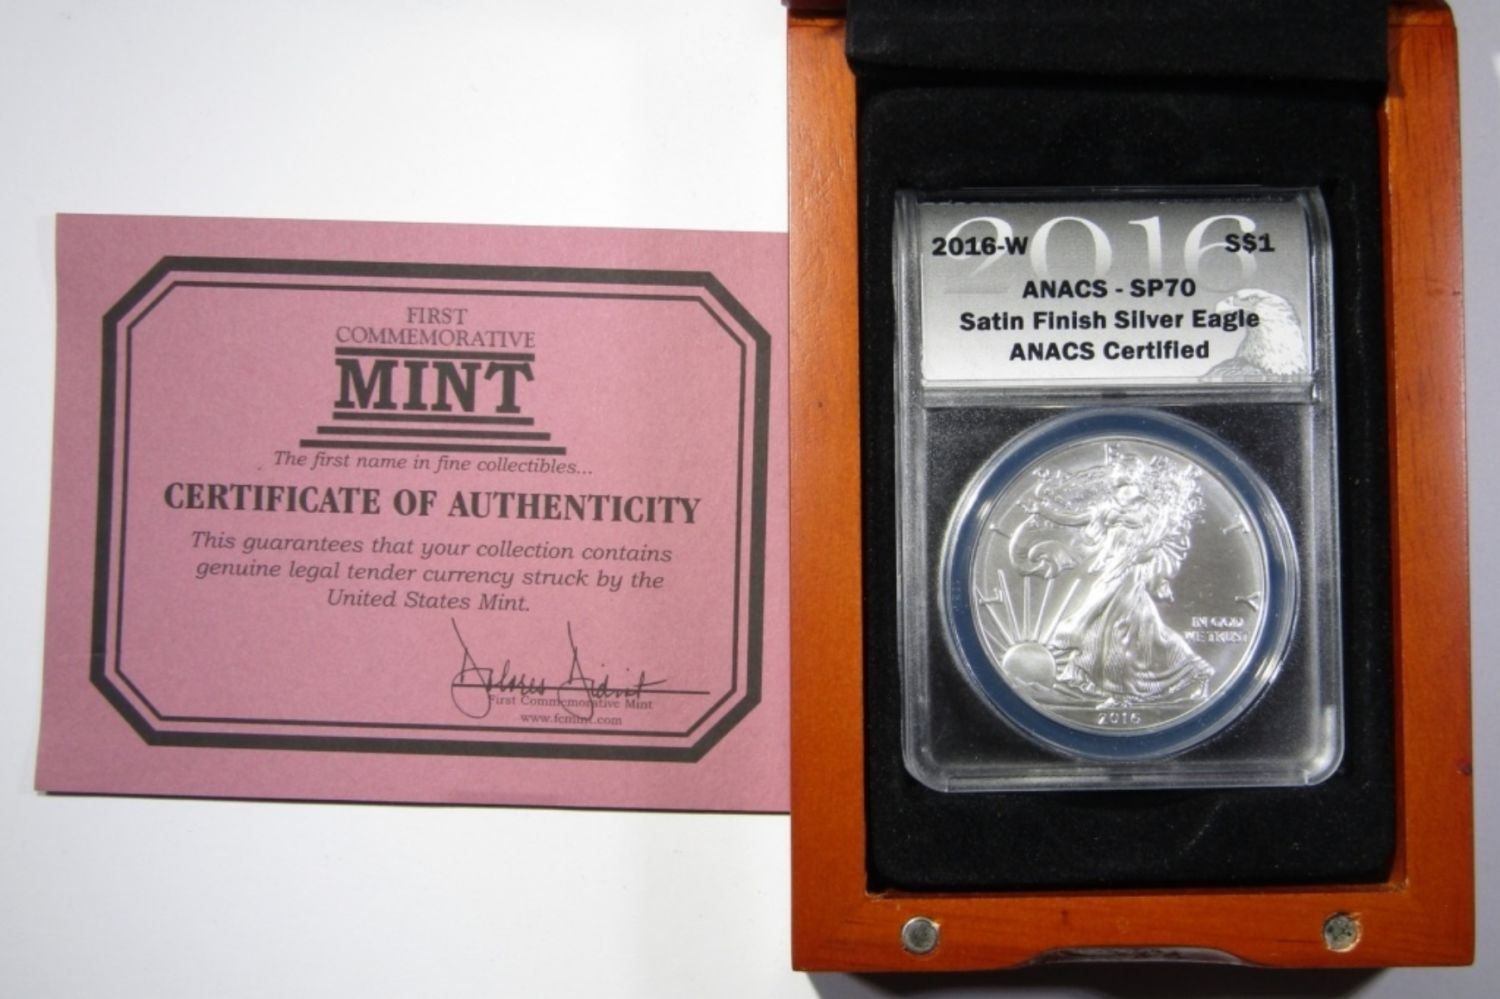 FIRST
COMMEMORATIVE
MINT
The first name in fine collectibles...
CERTIFICATE OF AUTHENTICITY
This guarantees that your collection contains
genuine legal tender currency struck by the
United States Mint.
First Commemorative Mint
www.fcmint.com
2016
2016-W S$1
ANACS - SP70
Satin Finish Silver Eagle
ANACS Certified
LIBERTY
IN GOD
WE TRUST
2016